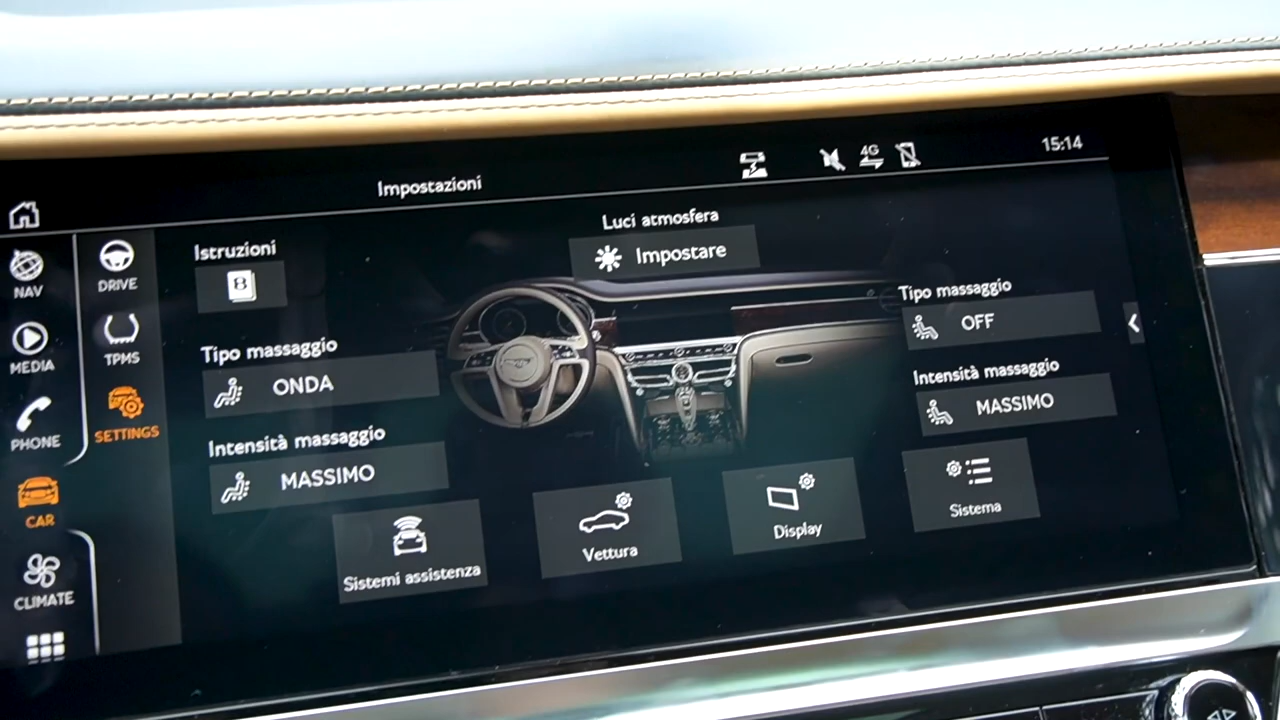 Impostazioni
4G
15:14
NAV
MEDIA
PHONE
CAR
CLIMATE
DRIVE
TPMS
SETTINGS
Istruzioni
B
Luci atmosfera
Impostare
Tipo massaggio
ONDA
Intensità massaggio
MASSIMO
Tipo massaggio
OFF
Intensità massaggio
MASSIMO
Sistemi assistenza
Vettura
Display
Sistema